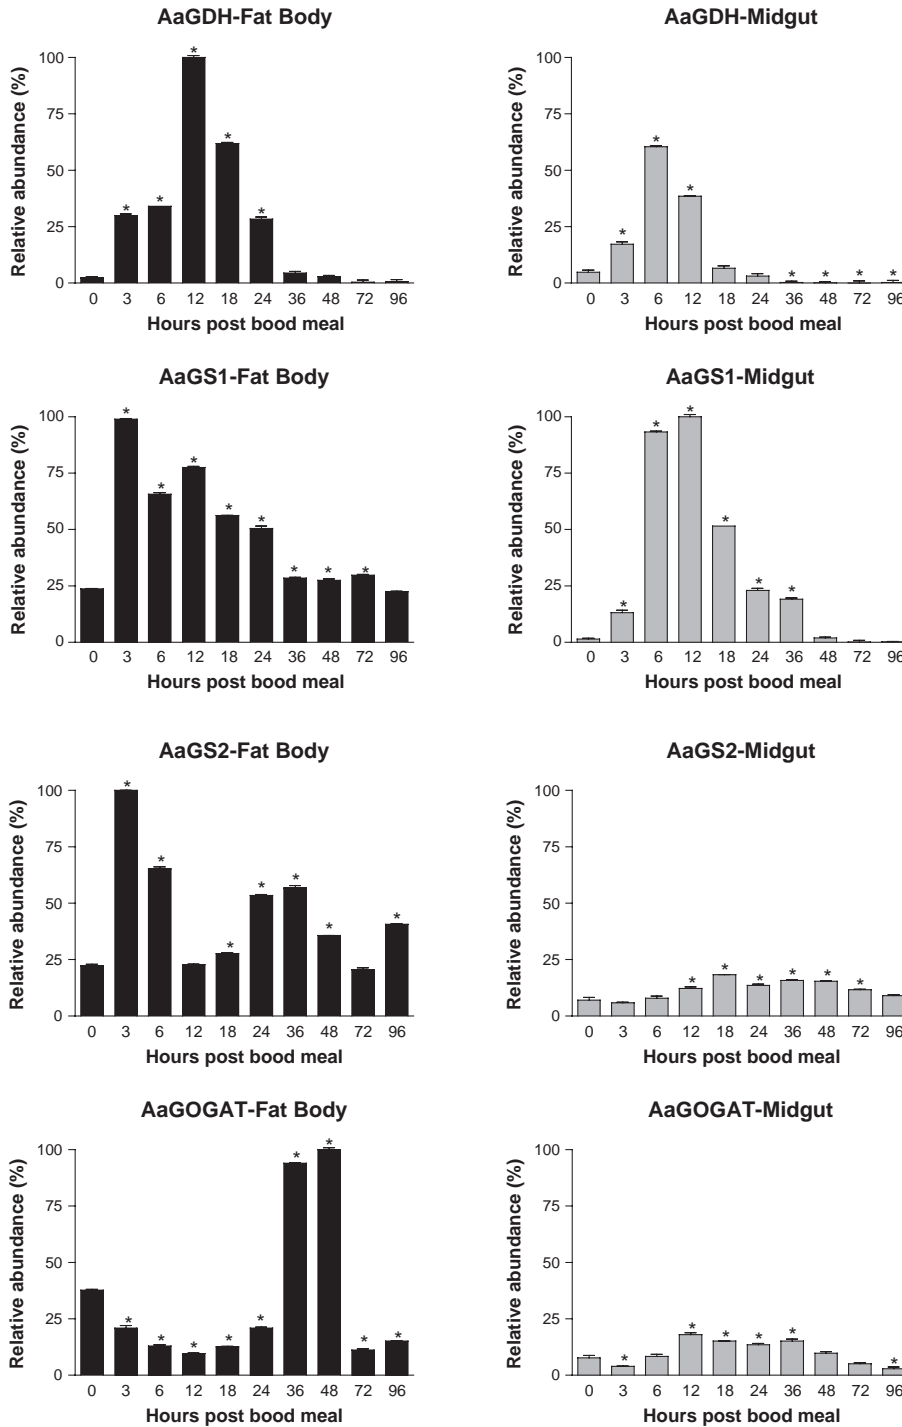 AaGDH-Fat Body
Relative abundance (%)
100
75
50
25
0
* * * * * *
0 3 6 12 18 24 36 48 72 96
Hours post bood meal
AaGDH-Midgut
Relative abundance (%)
100
75
50
25
0
* * * * * * *
0 3 6 12 18 24 36 48 72 96
Hours post bood meal
AaGS1-Fat Body
Relative abundance (%)
100
75
50
25
0
* * * * * * * *
0 3 6 12 18 24 36 48 72 96
Hours post bood meal
AaGS1-Midgut
Relative abundance (%)
100
75
50
25
0
* * * * * *
0 3 6 12 18 24 36 48 72 96
Hours post bood meal
AaGS2-Fat Body
Relative abundance (%)
100
75
50
25
0
* * * * * * *
0 3 6 12 18 24 36 48 72 96
Hours post bood meal
AaGS2-Midgut
Relative abundance (%)
100
75
50
25
0
* * * * * *
0 3 6 12 18 24 36 48 72 96
Hours post bood meal
AaGOGAT-Fat Body
Relative abundance (%)
100
75
50
25
0
* * * * * * * * *
0 3 6 12 18 24 36 48 72 96
Hours post bood meal
AaGOGAT-Midgut
Relative abundance (%)
100
75
50
25
0
* * * * * *
0 3 6 12 18 24 36 48 72 96
Hours post bood meal